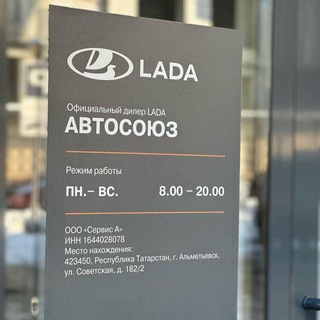 LADA
Официальный дилер LADA
АВТОСОЮЗ
Режим работы
ПН.– ВС. 8.00 – 20.00
ООО «Сервис А»
ИНН 1644028078
Место нахождения:
423450, Республика Татарстан, г. Альметьевск,
ул. Советская, д. 182/2